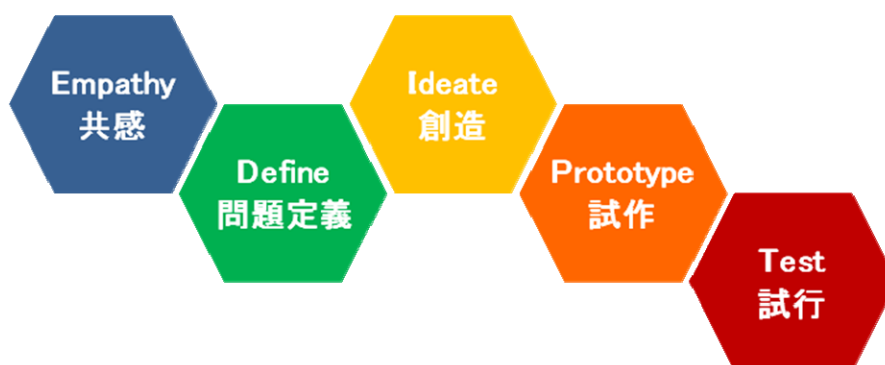 Empathy
共感
Define
問題定義
Ideate
創造
Prototype
試作
Test
試行